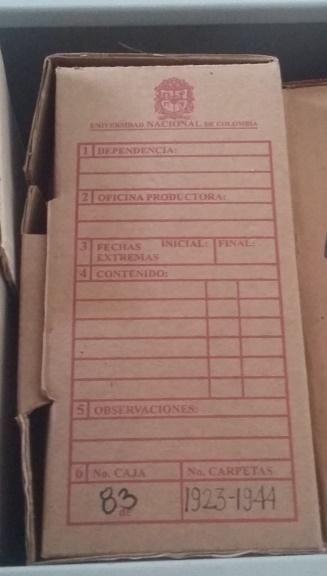 UNIVERSIDAD NACIONAL DE COLOMBIA
1 DEPENDENCIA:
2 OFICINA PRODUCTORA:
3 FECHAS EXTREMAS INICIAL: FINAL:
4 CONTENIDO:
5 OBSERVACIONES:
6 No. CAJA No. CARPETAS
83 1923-1944
DE